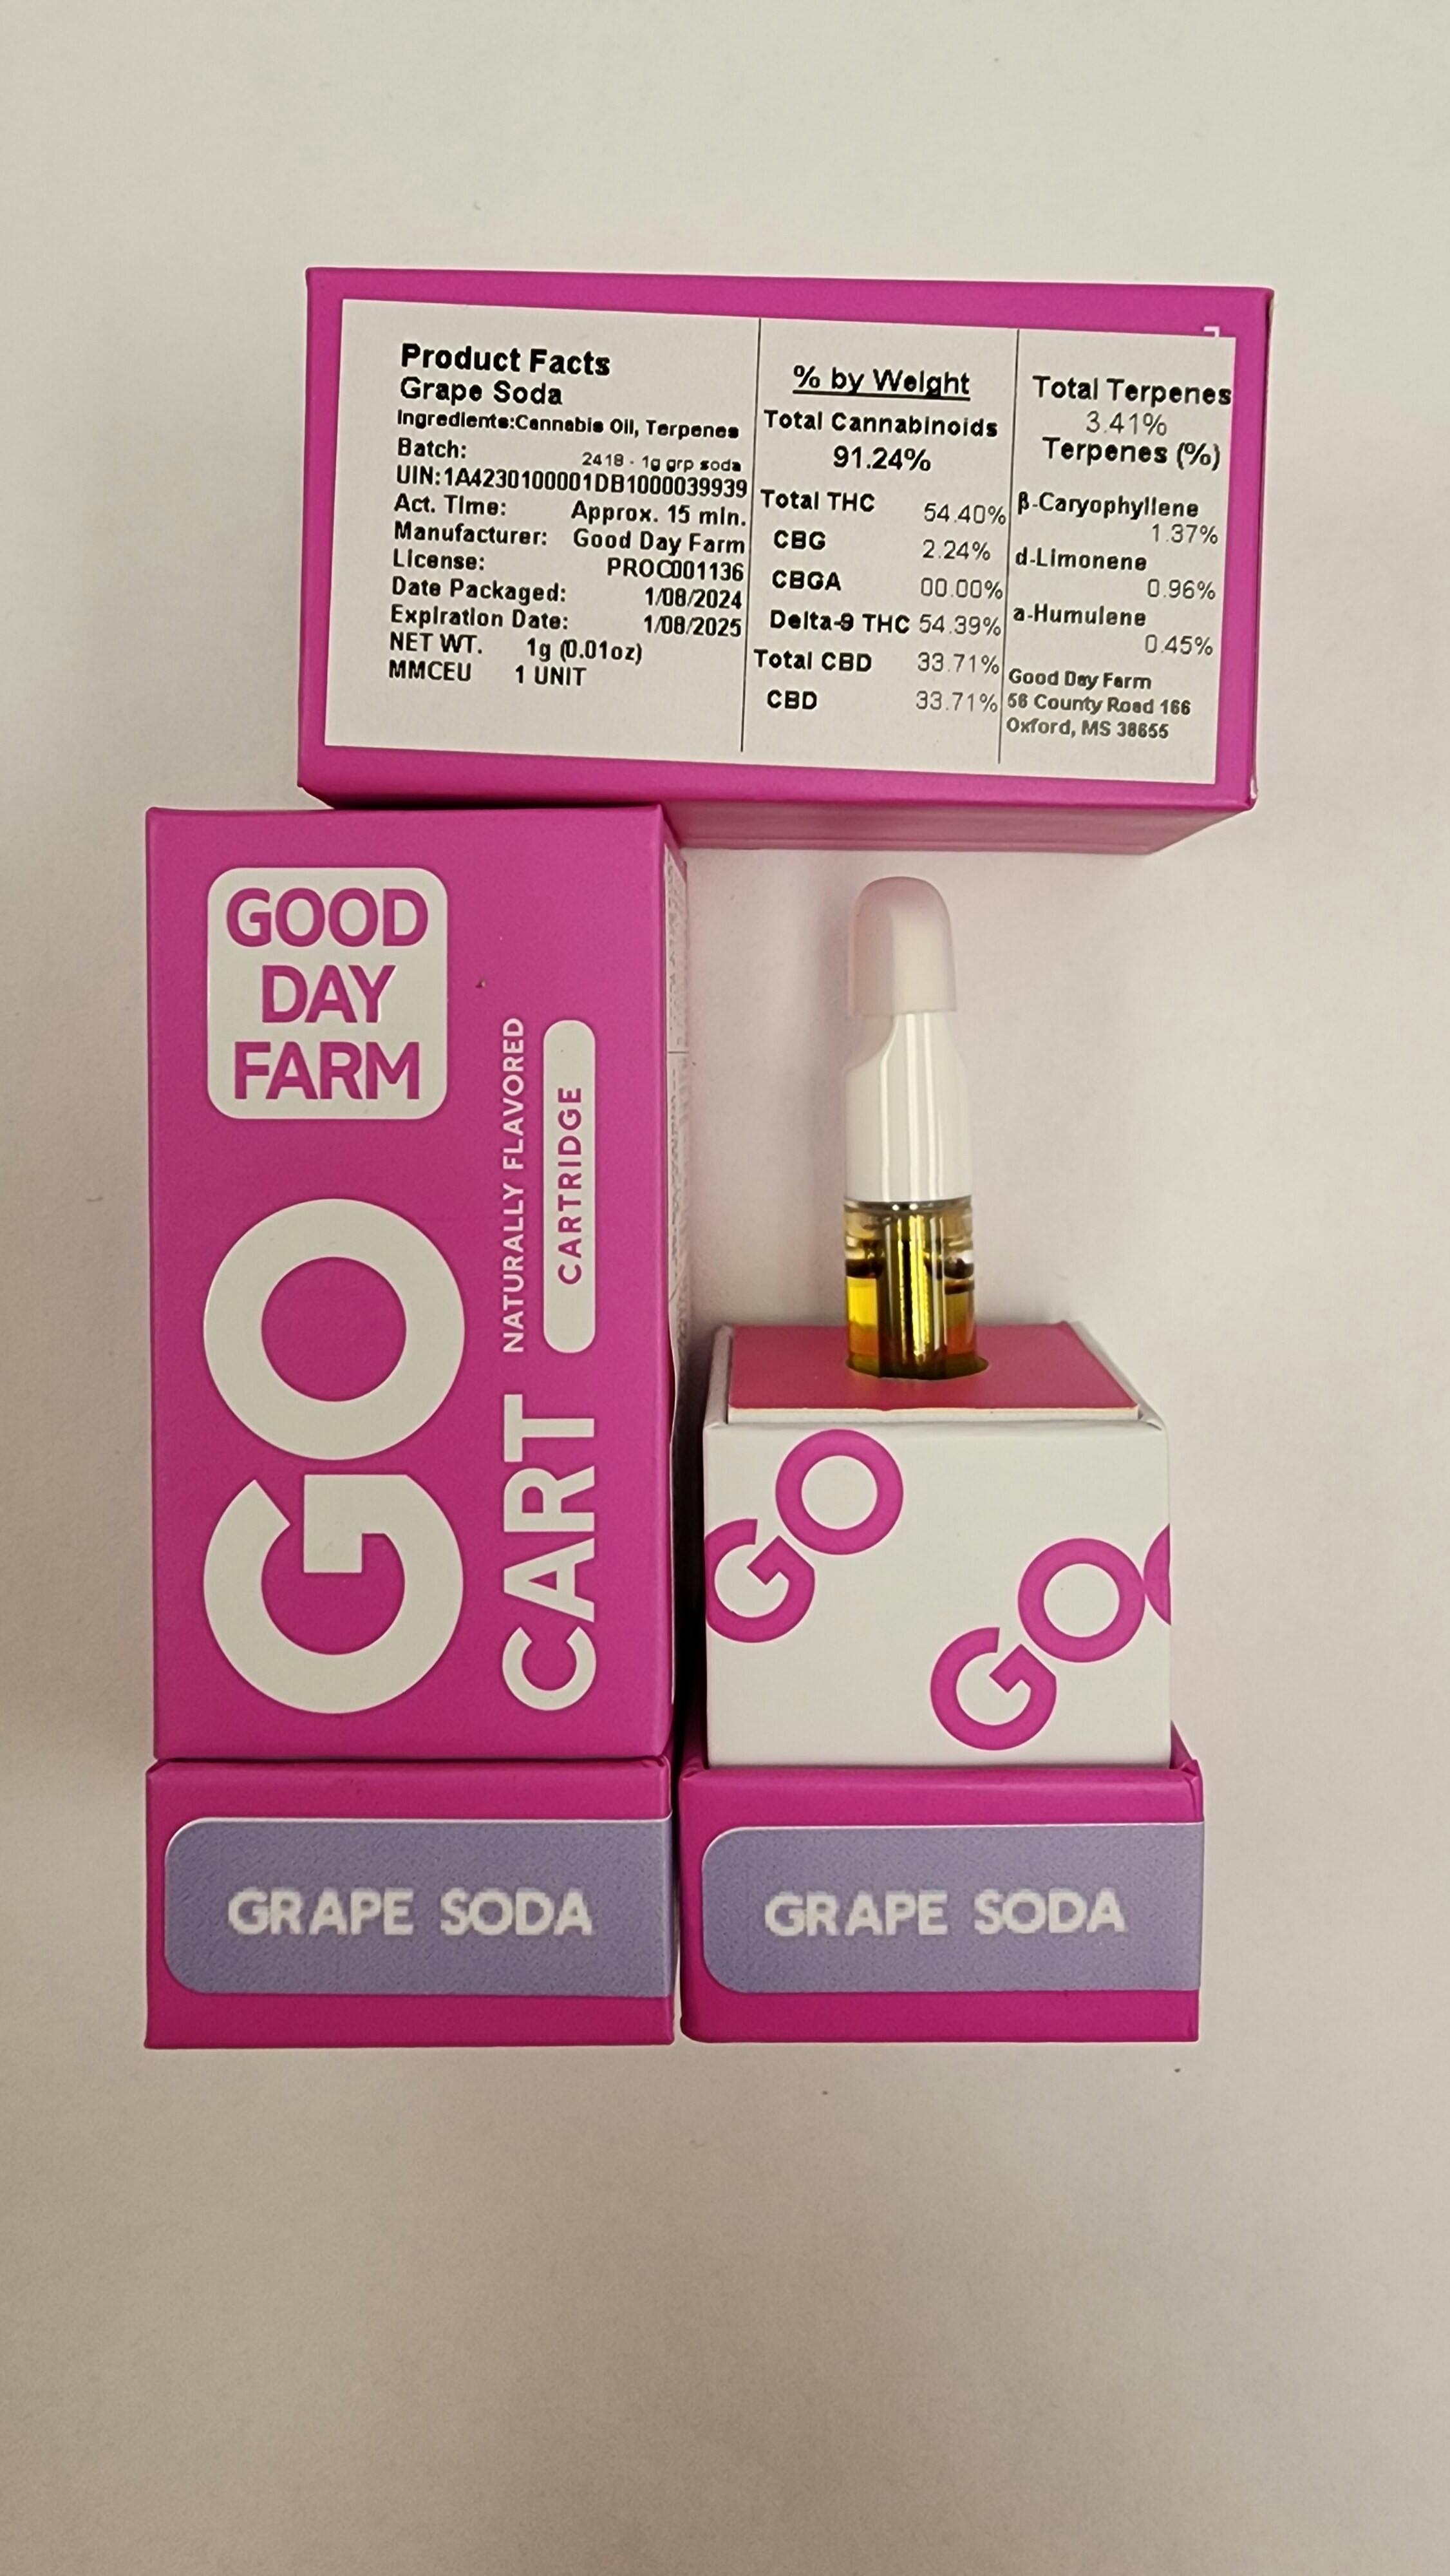 Product Facts
Grape Soda
Ingredients:Cannabis Oil, Terpenes
Batch: 2418 - 1g grp soda
UIN:1A4230100001DB1000039939
Act. Time: Approx. 15 min.
Manufacturer: Good Day Farm
License: PROC001136
Date Packaged: 1/08/2024
Expiration Date: 1/08/2025
NET WT. 1g (0.01oz)
MMCEU 1 UNIT
% by Weight
Total Cannabinoids
91.24%
Total THC 54.40%
CBG 2.24%
CBGA 00.00%
Delta-9 THC 54.39%
Total CBD 33.71%
CBD 33.71%
Total Terpenes
3.41%
Terpenes (%)
β-Caryophyllene
1.37%
d-Limonene
0.96%
a-Humulene
0.45%
Good Day Farm
56 County Road 166
Oxford, MS 38655
GOOD
DAY
FARM
GO
CART
NATURALLY FLAVORED
CARTRIDGE
GRAPE SODA
GO
GO
GRAPE SODA